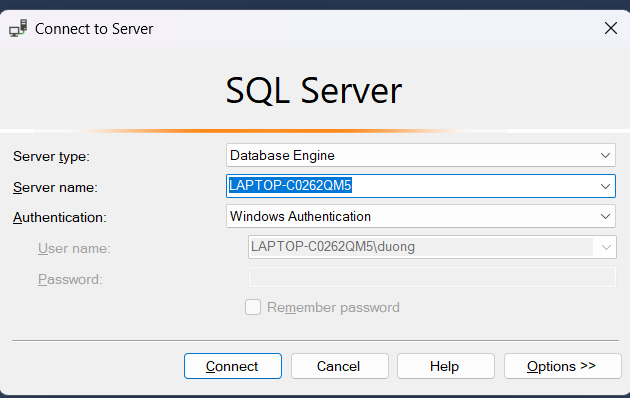 Connect to Server
SQL Server
Server type: Database Engine
Server name: LAPTOP-C0262QM5
Authentication: Windows Authentication
User name: LAPTOP-C0262QM5\duong
Password:
Remember password
Connect Cancel Help Options >>